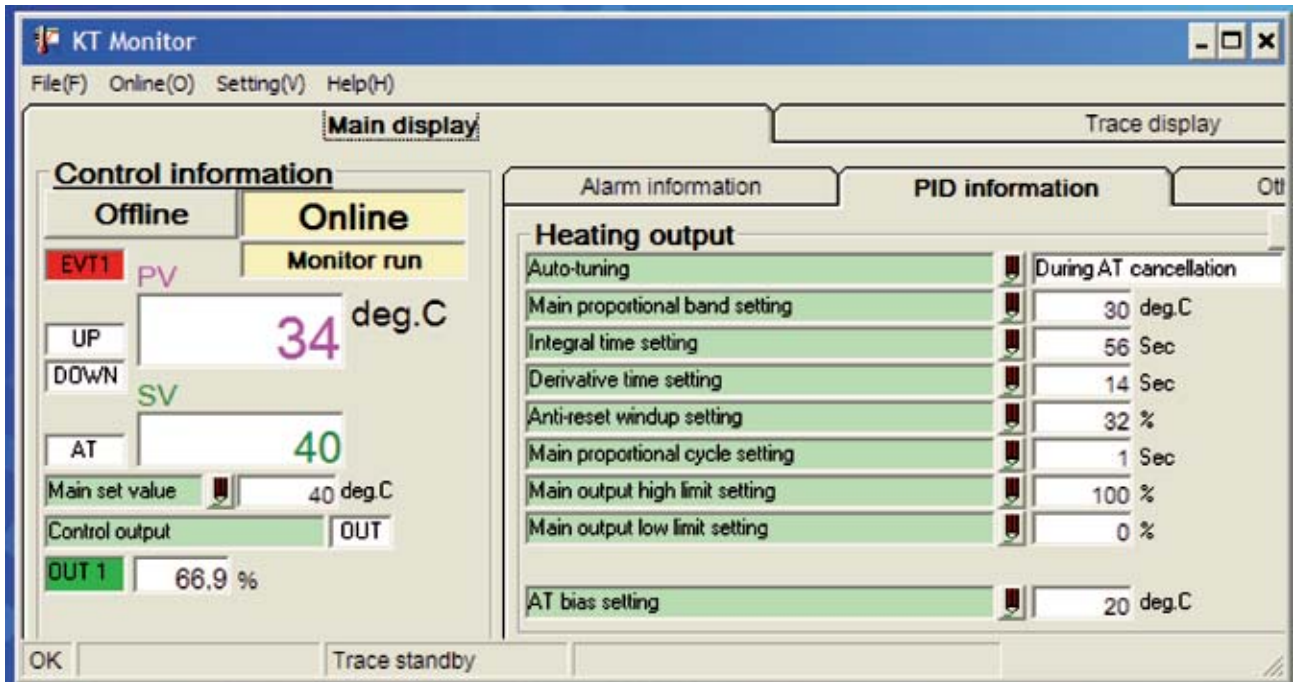 KT Monitor
File(F) Online(O) Setting(V) Help(H)
Main display
Trace display
Control information
Offline
Online
Monitor run
EVT1
PV
34 deg.C
UP
DOWN
SV
40
AT
Main set value 40 deg.C
Control output OUT
OUT 1 66.9 %
Alarm information
PID information
Oth
Heating output
Auto-tuning During AT cancellation
Main proportional band setting 30 deg.C
Integral time setting 56 Sec
Derivative time setting 14 Sec
Anti-reset windup setting 32 %
Main proportional cycle setting 1 Sec
Main output high limit setting 100 %
Main output low limit setting 0 %
AT bias setting 20 deg.C
OK
Trace standby